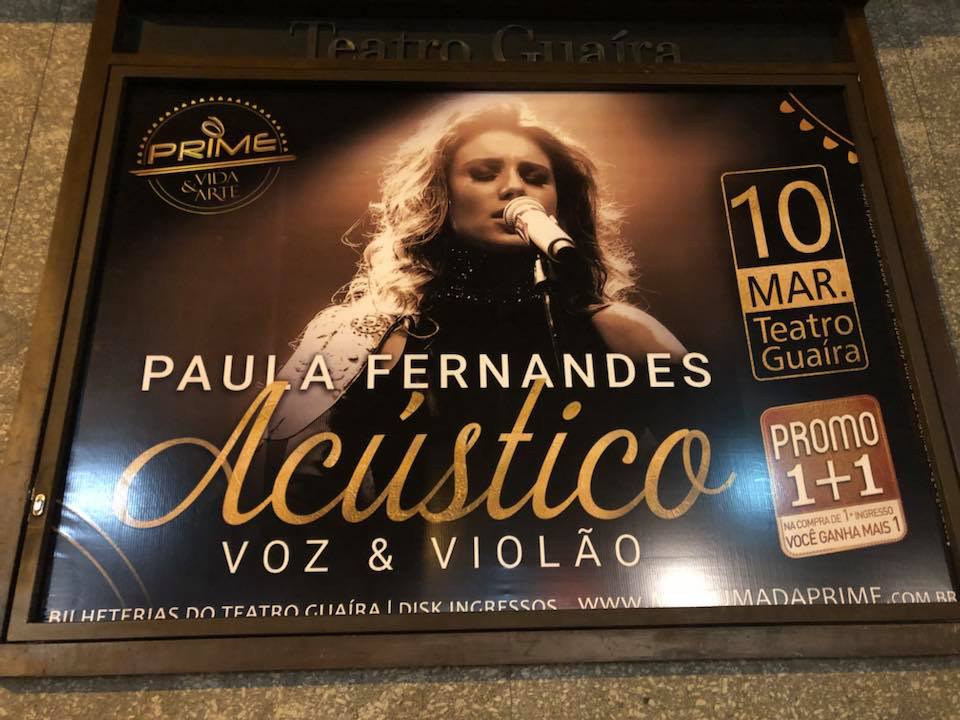 Teatro Guaíra
PRIME
VIDA
& ARTE
10
MAR.
Teatro
Guaíra
PAULA FERNANDES
Acústico
VOZ & VIOLÃO
PROMO
1+1
NA COMPRA DE 1º INGRESSO
VOCÊ GANHA MAIS 1
BILHETERIAS DO TEATRO GUAÍRA | DISK INGRESSOS